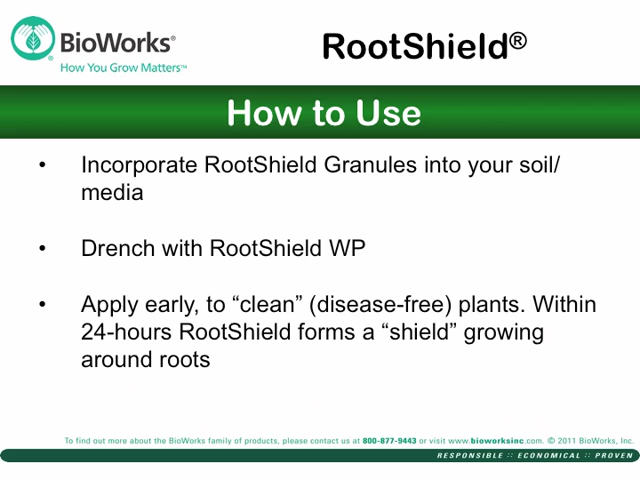 BioWorks®
How You Grow Matters™
RootShield®
How to Use
• Incorporate RootShield Granules into your soil/
media
• Drench with RootShield WP
• Apply early, to “clean” (disease-free) plants. Within
24-hours RootShield forms a “shield” growing
around roots
To find out more about the BioWorks family of products, please contact us at 800-877-9443 or visit www.bioworksinc.com. © 2011 BioWorks, Inc.
RESPONSIBLE :: ECONOMICAL :: PROVEN